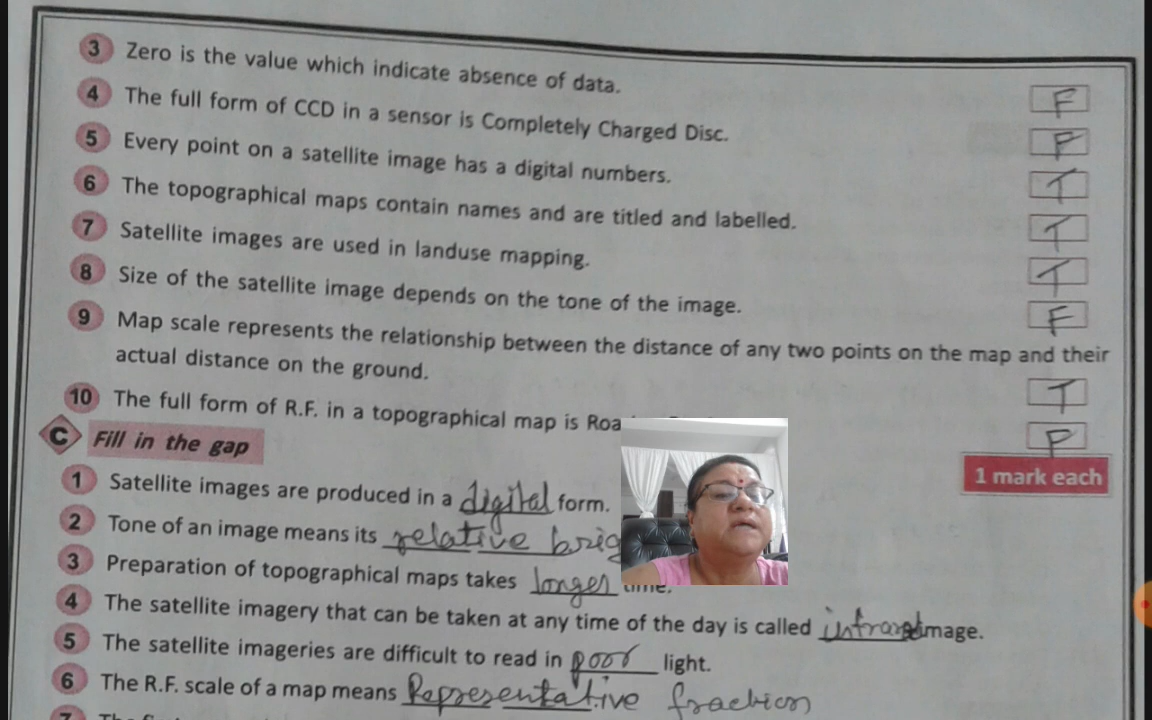 3 Zero is the value which indicate absence of data. F
4 The full form of CCD in a sensor is Completely Charged Disc. F
5 Every point on a satellite image has a digital numbers. T
6 The topographical maps contain names and are titled and labelled. T
7 Satellite images are used in landuse mapping. T
8 Size of the satellite image depends on the tone of the image. F
9 Map scale represents the relationship between the distance of any two points on the map and their
actual distance on the ground. T
10 The full form of R.F. in a topographical map is
C Fill in the gap
1 mark each
1 Satellite images are produced in a digital form.
2 Tone of an image means its relative
3 Preparation of topographical maps takes longer time.
4 The satellite imagery that can be taken at any time of the day is called infrared image.
5 The satellite imageries are difficult to read in poor light.
6 The R.F. scale of a map means Representative fraction